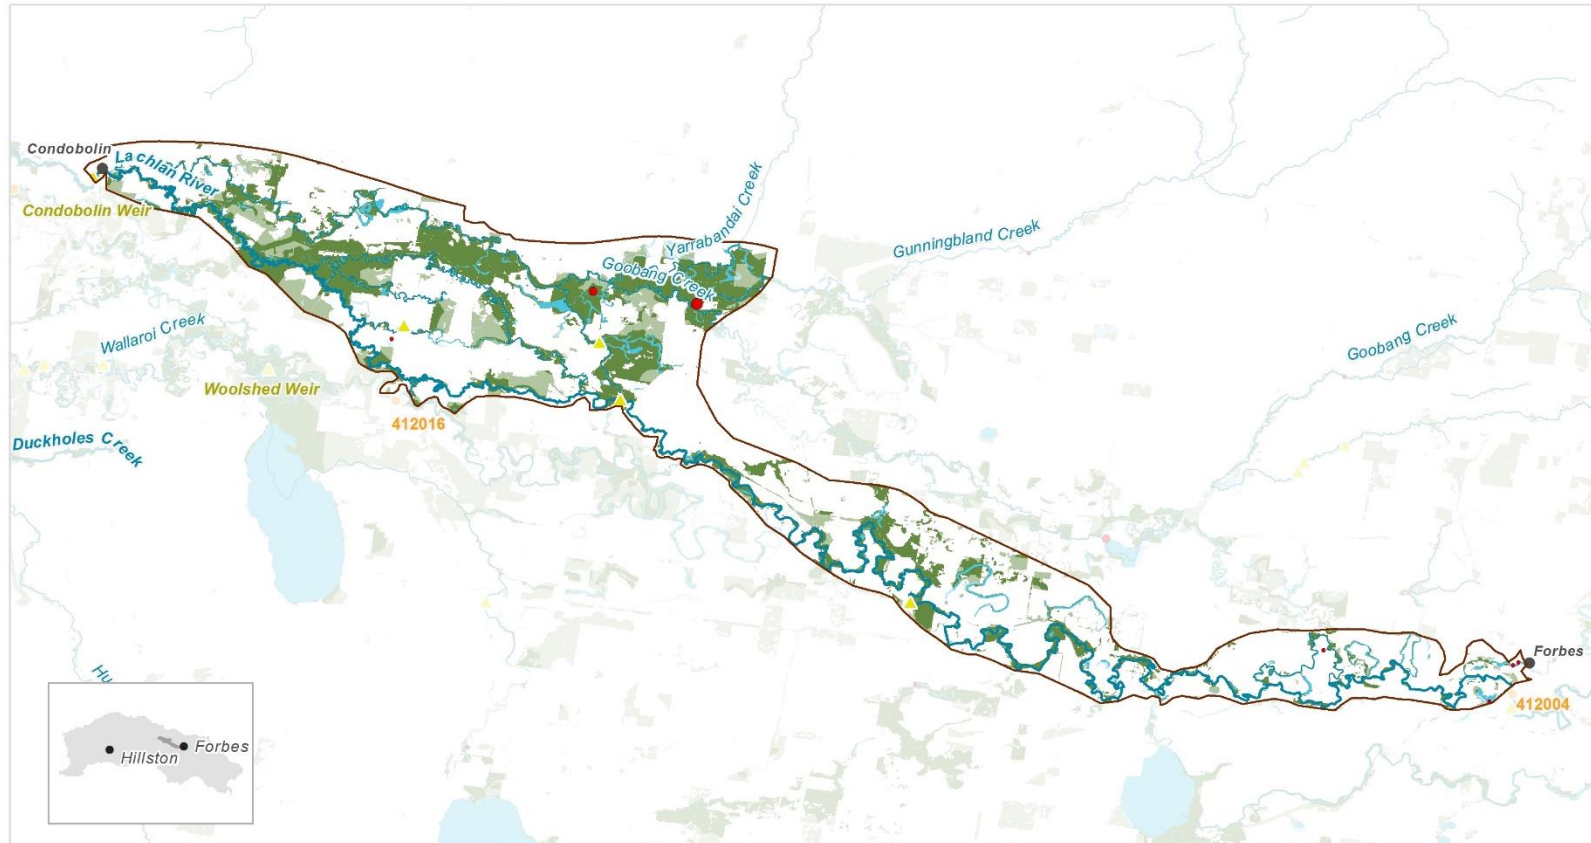 Condobolin
Lachlan River
Condobolin Weir
Yarrabandai Creek
Gunningbland Creek
Goobang Creek
Wallaroi Creek
Goobang Creek
Woolshed Weir
412016
Duckholes Creek
Hu
Forbes
412004
Forbes
Hillston